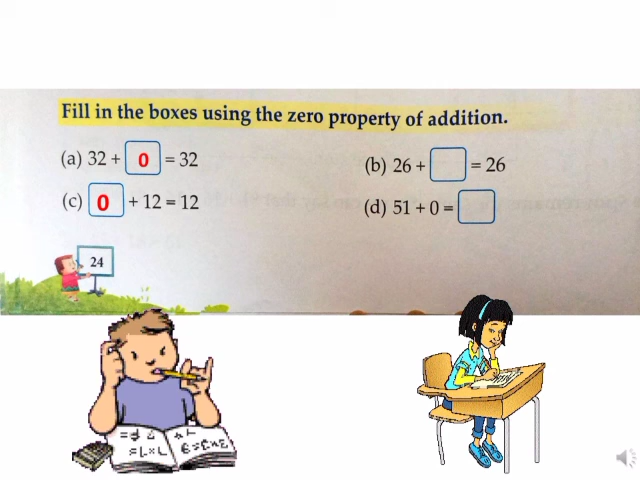 Fill in the boxes using the zero property of addition.
(a) 32 + 0 = 32
(b) 26 + = 26
(c) 0 + 12 = 12
(d) 51 + 0 =
24